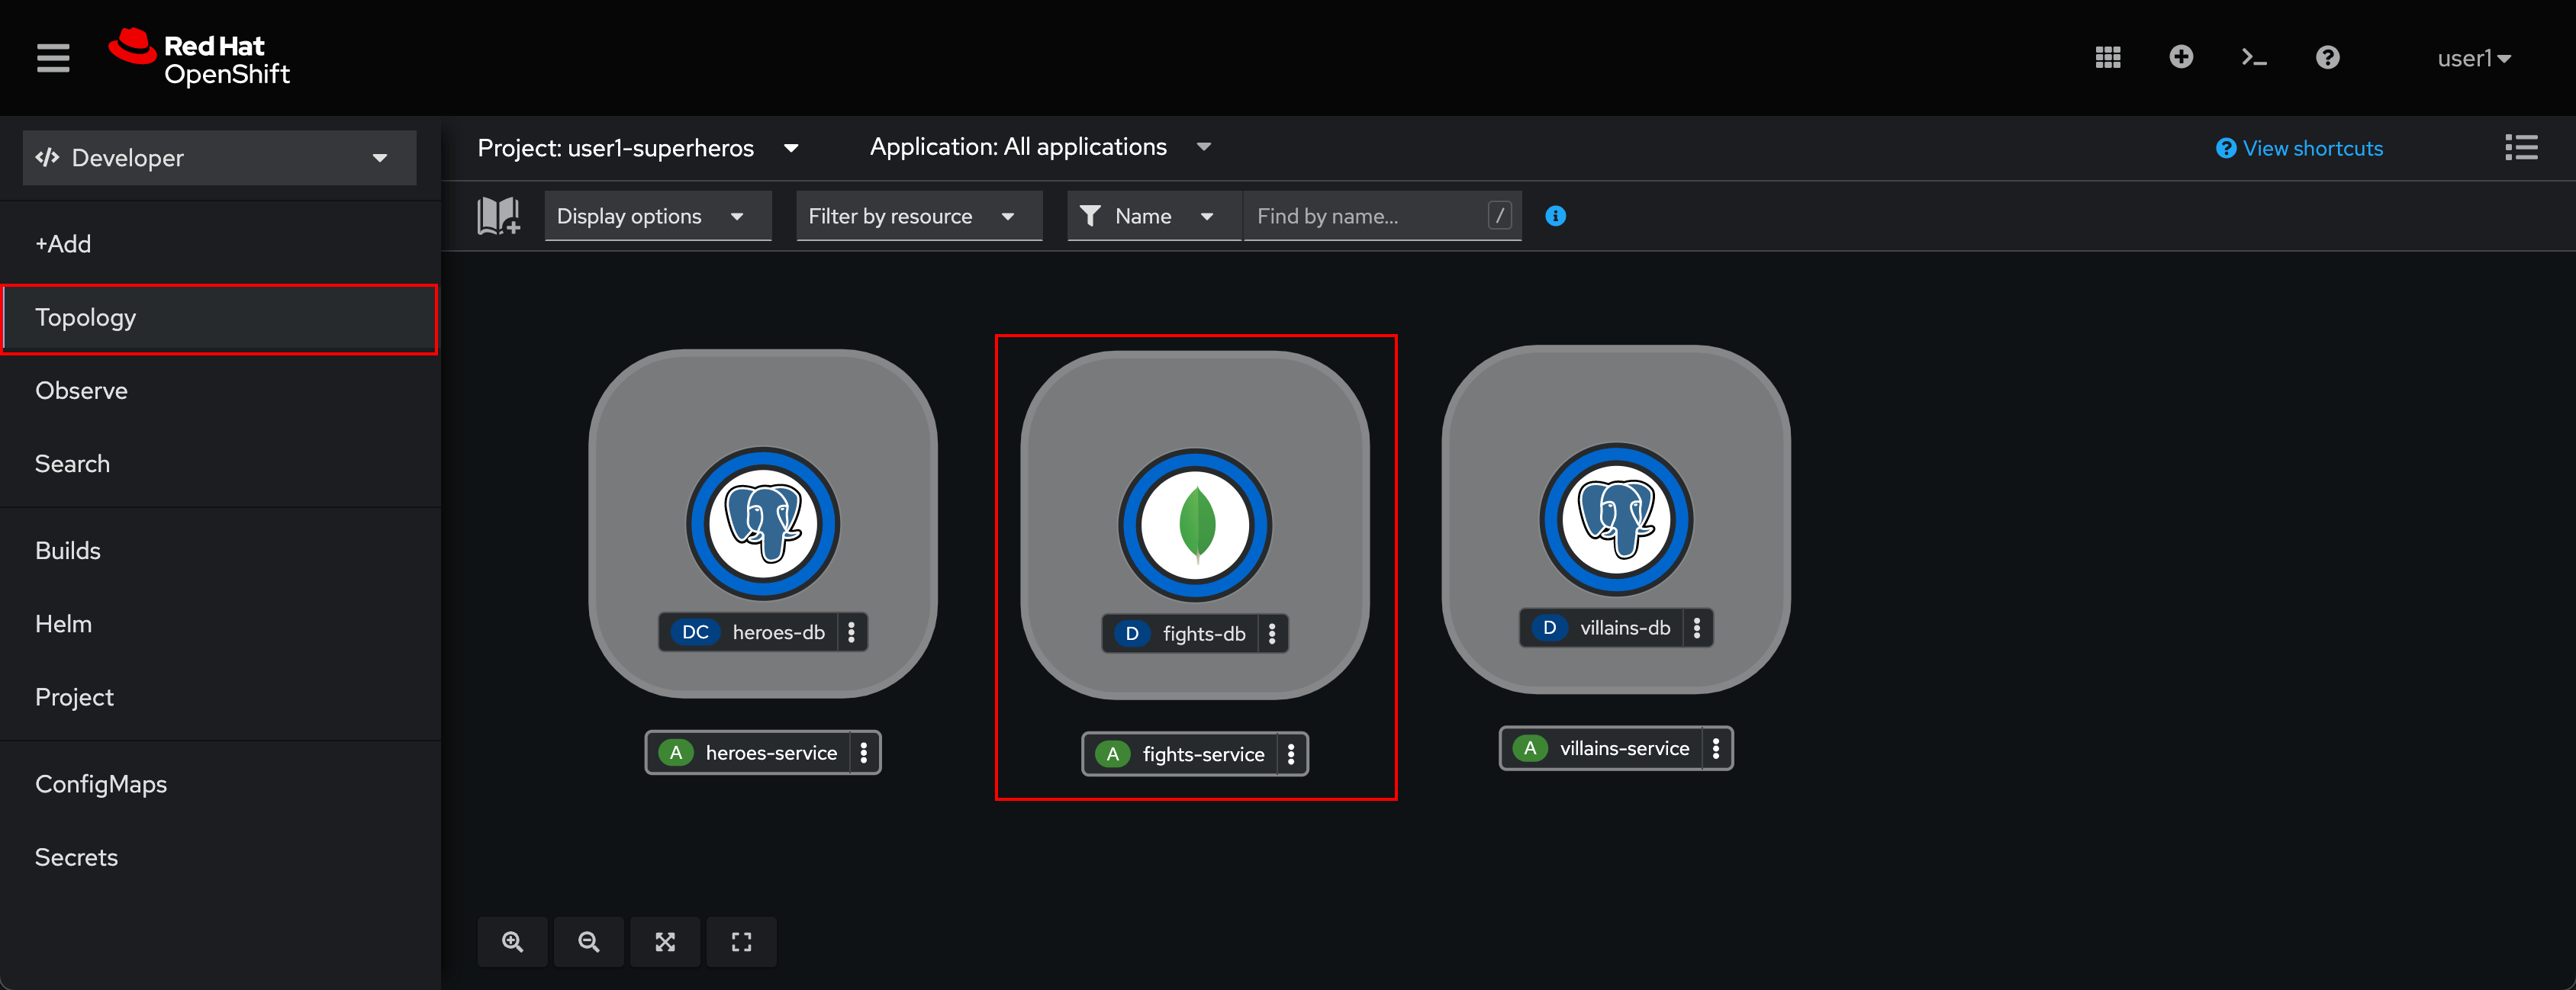 Red Hat
OpenShift
user1
Developer
Project: user1-superheros
Application: All applications
View shortcuts
Display options
Filter by resource
Name
Find by name...
/
+Add
Topology
Observe
Search
Builds
Helm
Project
ConfigMaps
Secrets
DC heroes-db
D fights-db
D villains-db
A heroes-service
A fights-service
A villains-service